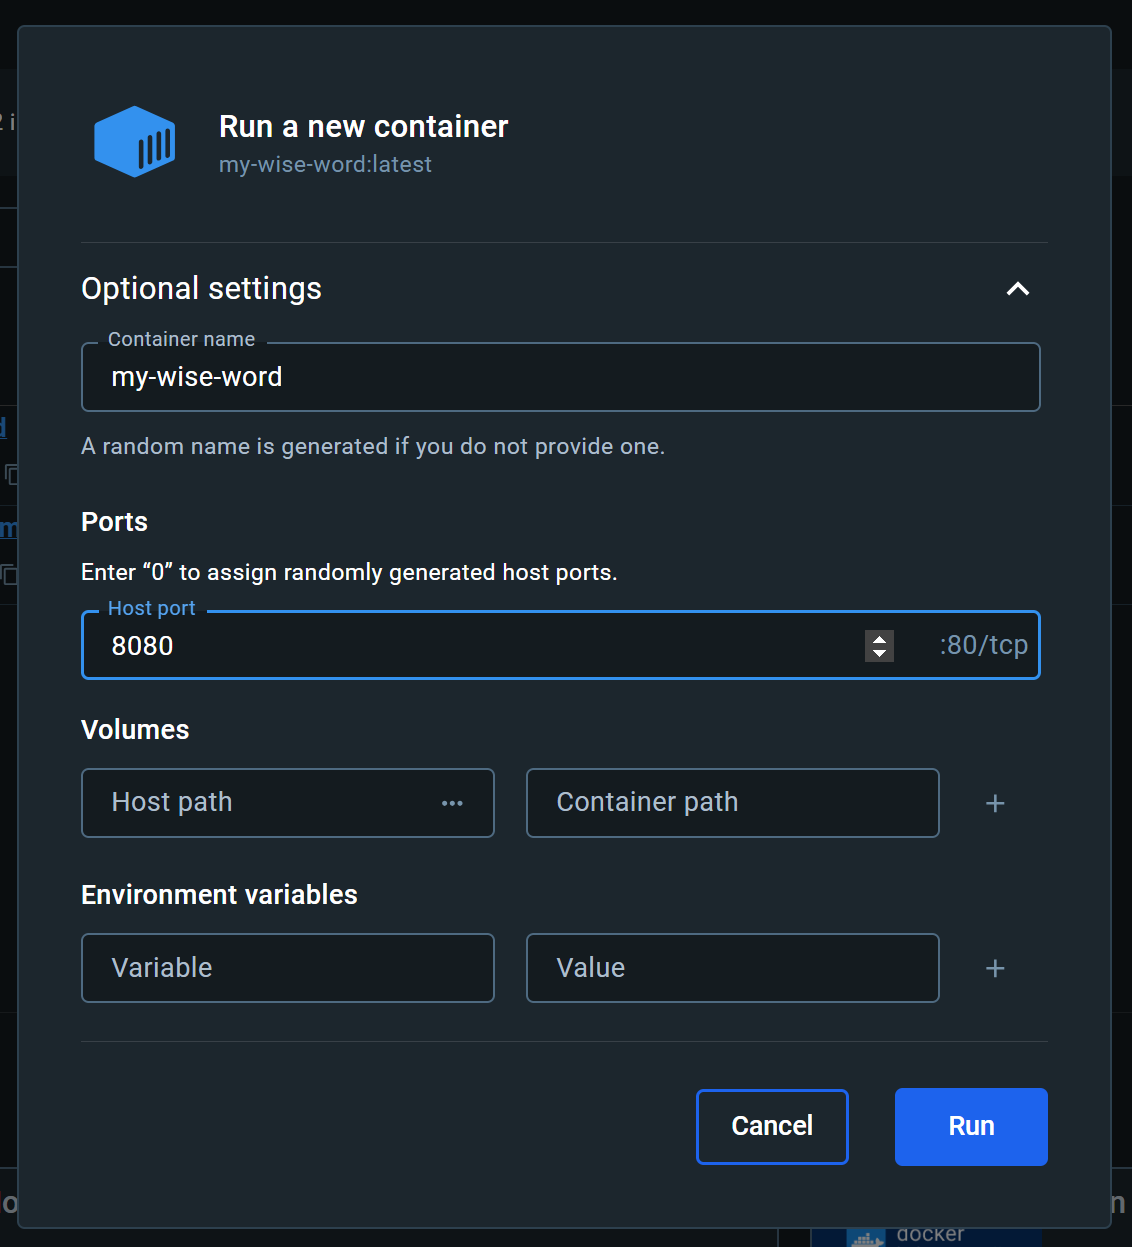 Run a new container
my-wise-word:latest
Optional settings
Container name
my-wise-word
A random name is generated if you do not provide one.
Ports
Enter “0” to assign randomly generated host ports.
Host port
8080 :80/tcp
Volumes
Host path ··· Container path +
Environment variables
Variable Value +
Cancel Run
docker